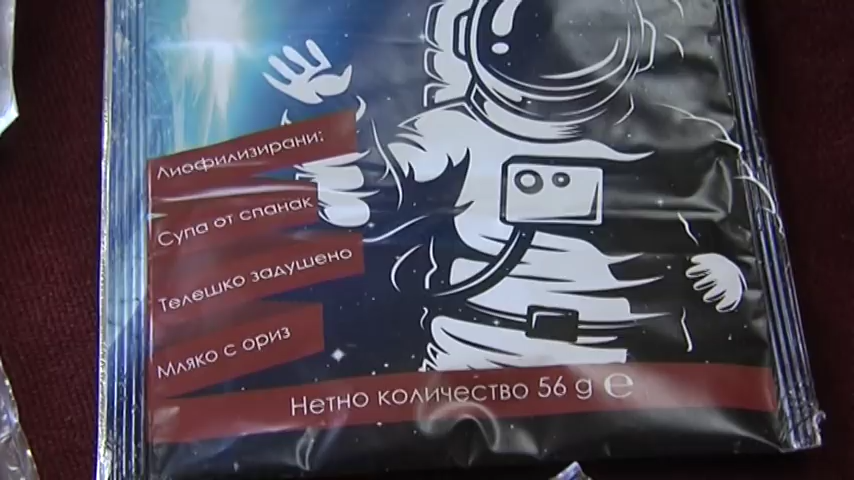 Лиофилизирани:
Супа от спанак
Телешко задушено
Мляко с ориз
Нетно количество 56 g ℮